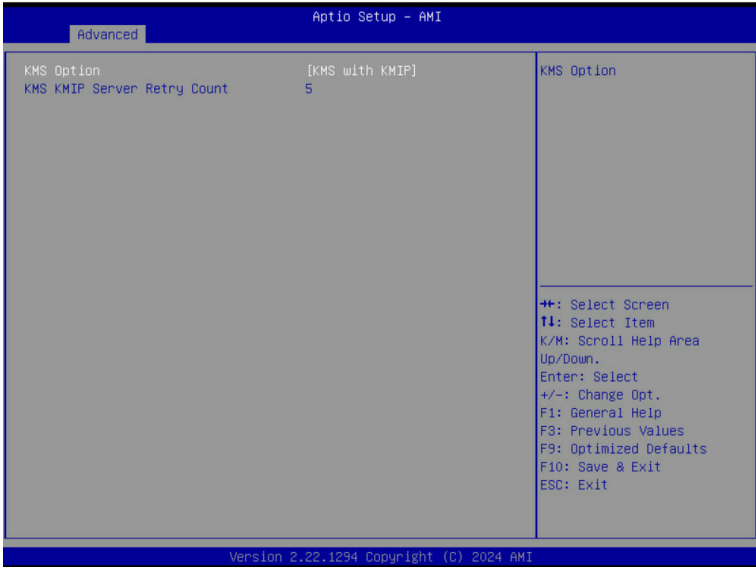 Aptio Setup – AMI
Advanced
KMS Option [KMS with KMIP]
KMS KMIP Server Retry Count 5
KMS Option
→←: Select Screen
↑↓: Select Item
K/M: Scroll Help Area
Up/Down.
Enter: Select
+/-: Change Opt.
F1: General Help
F3: Previous Values
F9: Optimized Defaults
F10: Save & Exit
ESC: Exit
Version 2.22.1294 Copyright (C) 2024 AMI